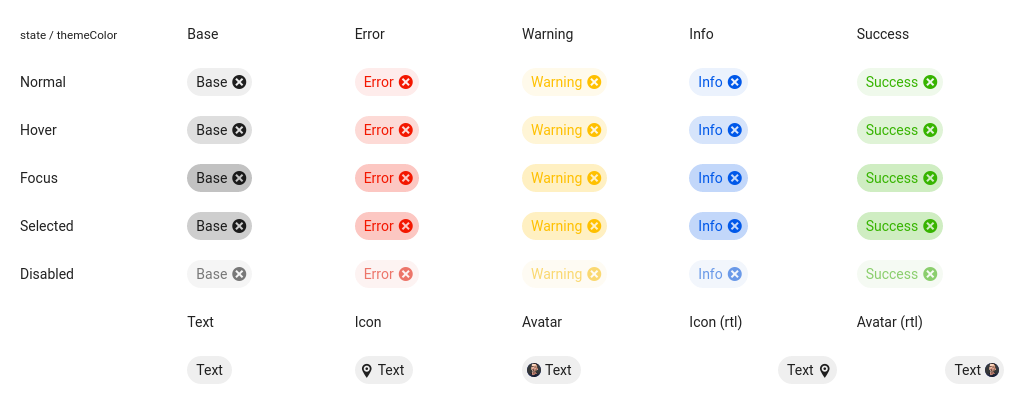 state / themeColor Base Error Warning Info Success
Normal Base Error Warning Info Success
Hover Base Error Warning Info Success
Focus Base Error Warning Info Success
Selected Base Error Warning Info Success
Disabled Base Error Warning Info Success
Text Icon Avatar Icon (rtl) Avatar (rtl)
Text Text Text Text Text